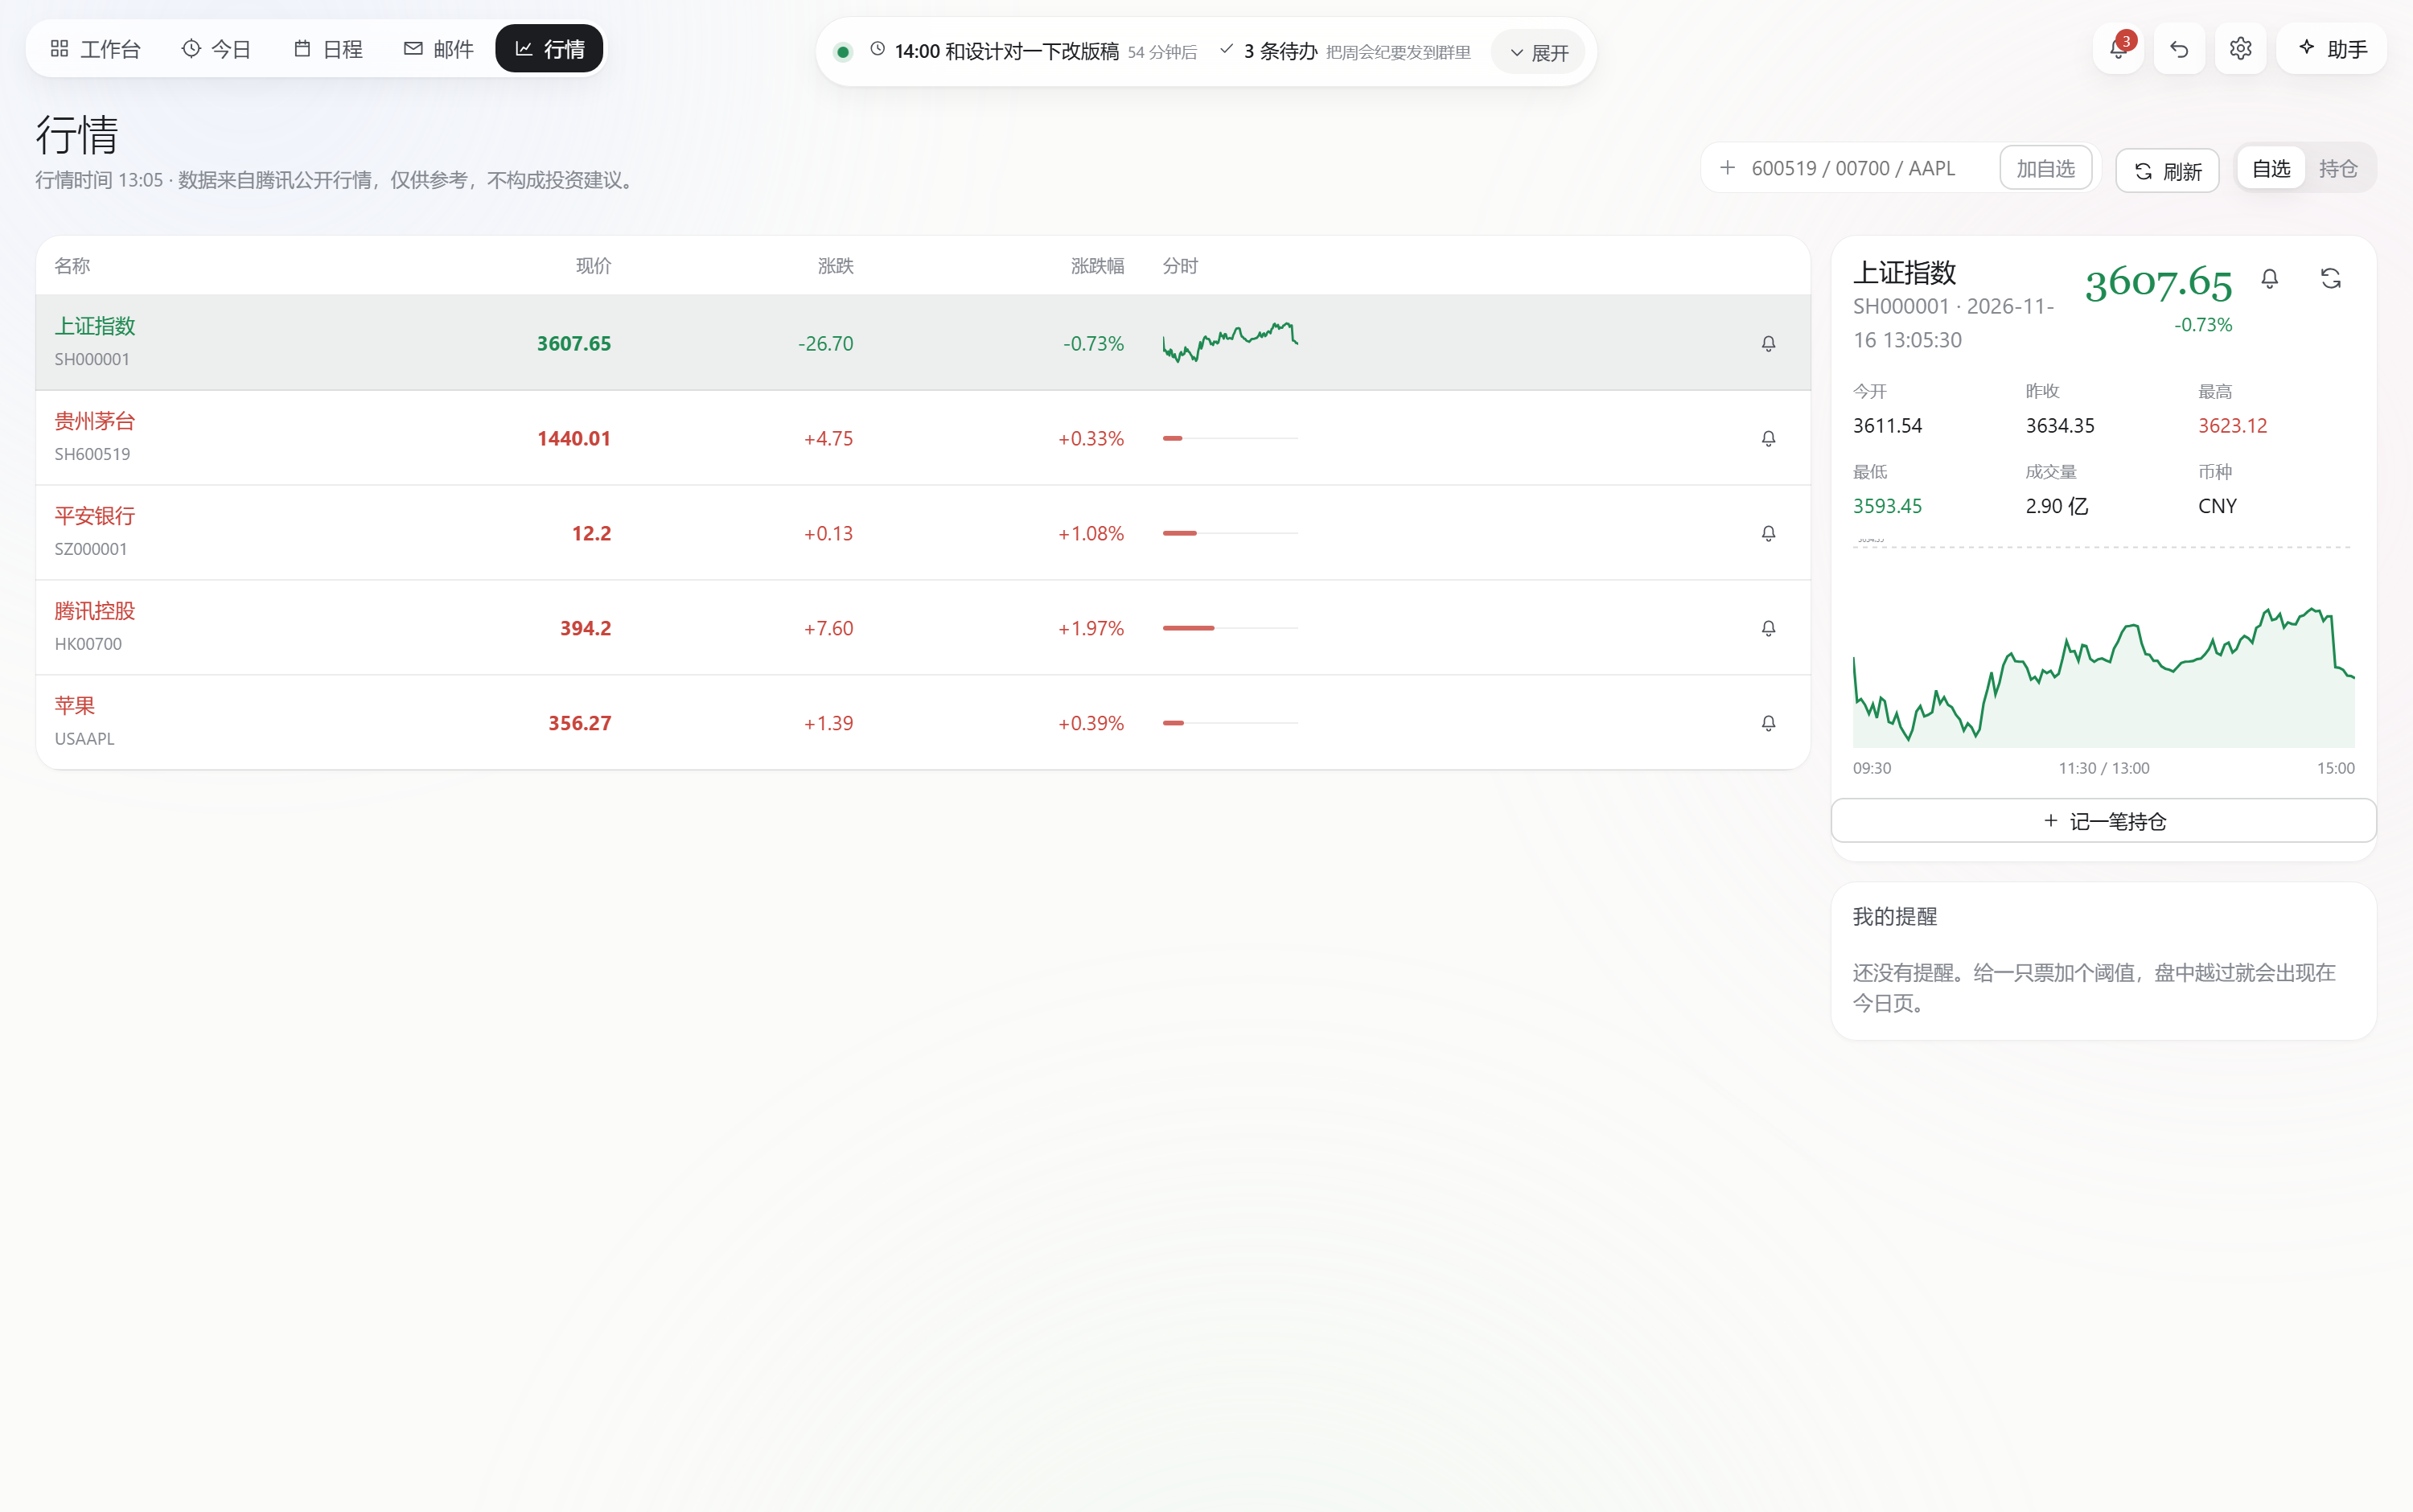 工作台 今日 日程 邮件 行情
14:00 和设计对一下改版稿 54 分钟后 3 条待办 把周会纪要发到群里 展开
3 助手
行情
行情时间 13:05 · 数据来自腾讯公开行情，仅供参考，不构成投资建议。
600519 / 00700 / AAPL 加自选 刷新 自选 持仓
名称 现价 涨跌 涨跌幅 分时
上证指数
SH000001
3607.65 -26.70 -0.73%
贵州茅台
SH600519
1440.01 +4.75 +0.33%
平安银行
SZ000001
12.2 +0.13 +1.08%
腾讯控股
HK00700
394.2 +7.60 +1.97%
苹果
USAAPL
356.27 +1.39 +0.39%
上证指数
SH000001 · 2026-11-
16 13:05:30
3607.65
-0.73%
今开 昨收 最高
3611.54 3634.35 3623.12
最低 成交量 币种
3593.45 2.90 亿 CNY
09:30 11:30 / 13:00 15:00
记一笔持仓
我的提醒
还没有提醒。给一只票加个阈值，盘中越过就会出现在
今日页。